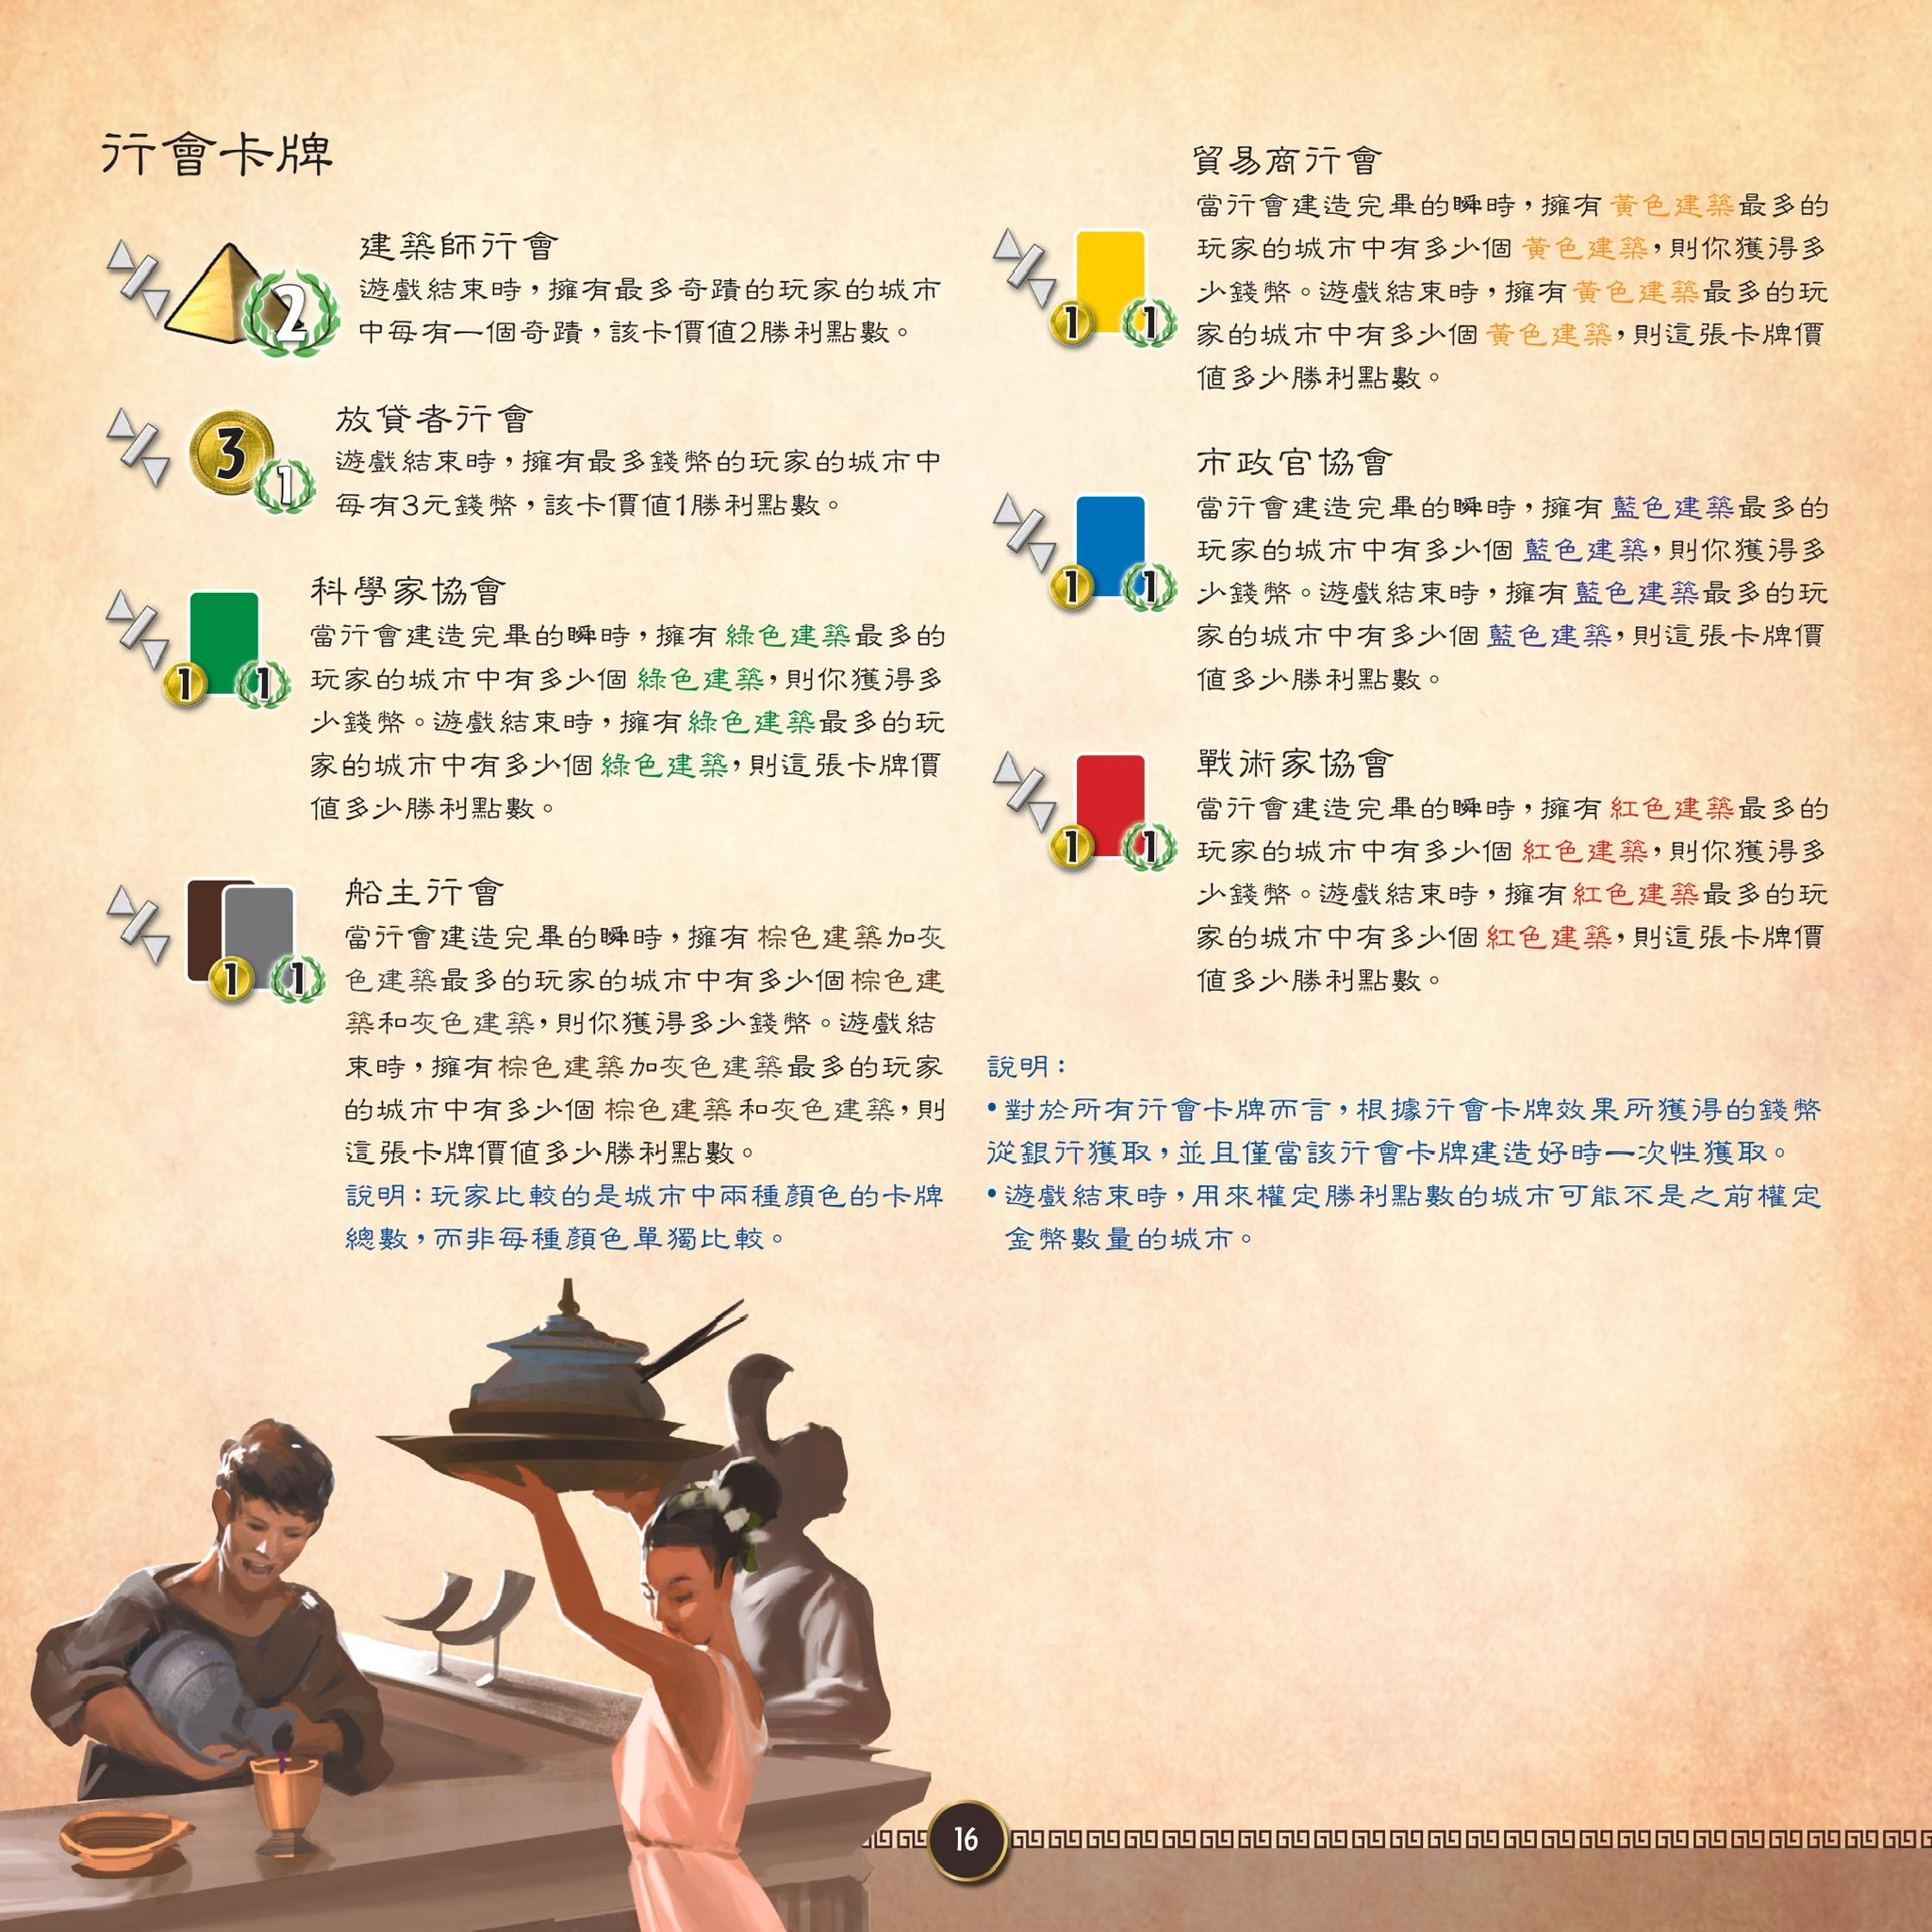 行會卡牌
2
建築師行會
遊戲結束時，擁有最多奇蹟的玩家的城市
中每有一個奇蹟，該卡價值2勝利點數。
3
1
放貸者行會
遊戲結束時，擁有最多錢幣的玩家的城市中
每有3元錢幣，該卡價值1勝利點數。
1
1
科學家協會
當行會建造完畢的瞬時，擁有 綠色建築最多的
玩家的城市中有多少個 綠色建築，則你獲得多
少錢幣。遊戲結束時，擁有綠色建築最多的玩
家的城市中有多少個 綠色建築，則這張卡牌價
值多少勝利點數。
1
1
船主行會
當行會建造完畢的瞬時，擁有 棕色建築加灰
色建築最多的玩家的城市中有多少個 棕色建
築和灰色建築，則你獲得多少錢幣。遊戲結
束時，擁有棕色建築加灰色建築最多的玩家
的城市中有多少個 棕色建築 和灰色建築，則
這張卡牌價值多少勝利點數。
說明：玩家比較的是城市中兩種顏色的卡牌
總數，而非每種顏色單獨比較。
1
1
貿易商行會
當行會建造完畢的瞬時，擁有 黃色建築最多的
玩家的城市中有多少個 黃色建築，則你獲得多
少錢幣。遊戲結束時，擁有黃色建築最多的玩
家的城市中有多少個 黃色建築，則這張卡牌價
值多少勝利點數。
1
1
市政官協會
當行會建造完畢的瞬時，擁有 藍色建築最多的
玩家的城市中有多少個 藍色建築，則你獲得多
少錢幣。遊戲結束時，擁有藍色建築最多的玩
家的城市中有多少個 藍色建築，則這張卡牌價
值多少勝利點數。
1
1
戰術家協會
當行會建造完畢的瞬時，擁有 紅色建築最多的
玩家的城市中有多少個 紅色建築，則你獲得多
少錢幣。遊戲結束時，擁有紅色建築最多的玩
家的城市中有多少個 紅色建築，則這張卡牌價
值多少勝利點數。
說明：
•對於所有行會卡牌而言，根據行會卡牌效果所獲得的錢幣
從銀行獲取，並且僅當該行會卡牌建造好時一次性獲取。
•遊戲結束時，用來權定勝利點數的城市可能不是之前權定
金幣數量的城市。
16